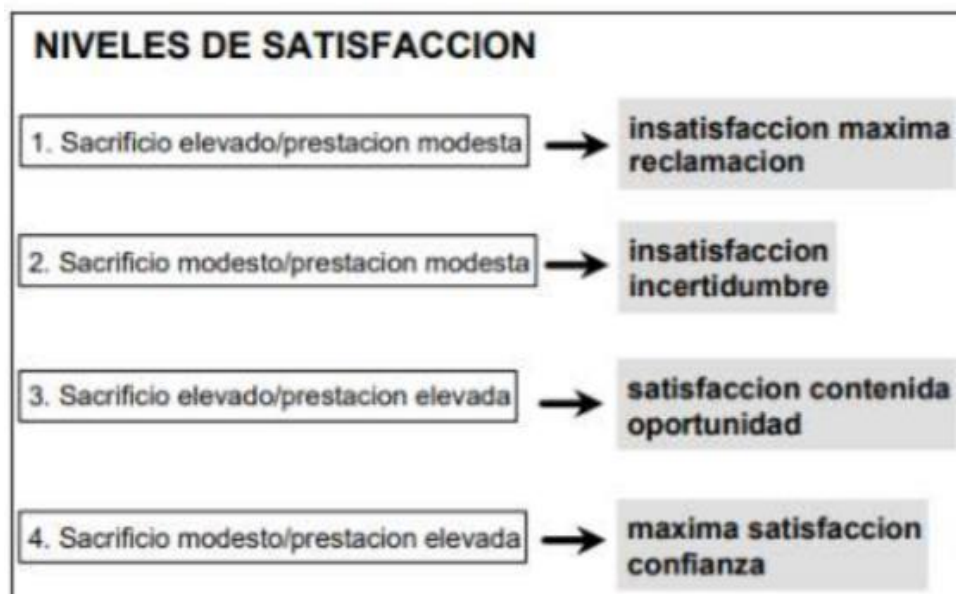 NIVELES DE SATISFACCION
1. Sacrificio elevado/prestacion modesta
insatisfaccion maxima
reclamacion
2. Sacrificio modesto/prestacion modesta
insatisfaccion
incertidumbre
3. Sacrificio elevado/prestacion elevada
satisfaccion contenida
oportunidad
4. Sacrificio modesto/prestacion elevada
maxima satisfaccion
confianza